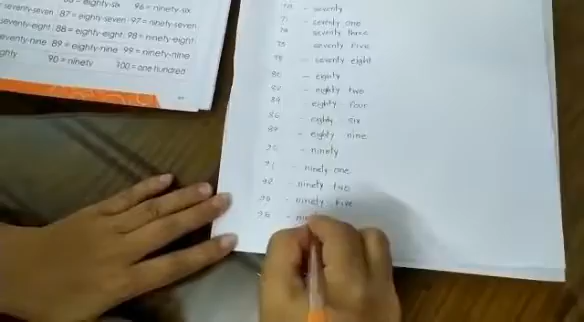 86 = eighty-six 96 = ninety-six
seventy-seven 87 = eighty-seven 97 = ninety-seven
seventy-eight 88 = eighty-eight 98 = ninety-eight
seventy-nine 89 = eighty-nine 99 = ninety-nine
ghty 90 = ninety 100 = one hundred
70 - seventy
71 - seventy one
- seventy three
75 seventy five
78 - seventy eight
80 - eighty
82 - eighty two
84 eighty four
86 - eighty six
89 - eighty nine
90 - ninety
91 - ninety one
92 - ninety two
95 - ninety five
- nin